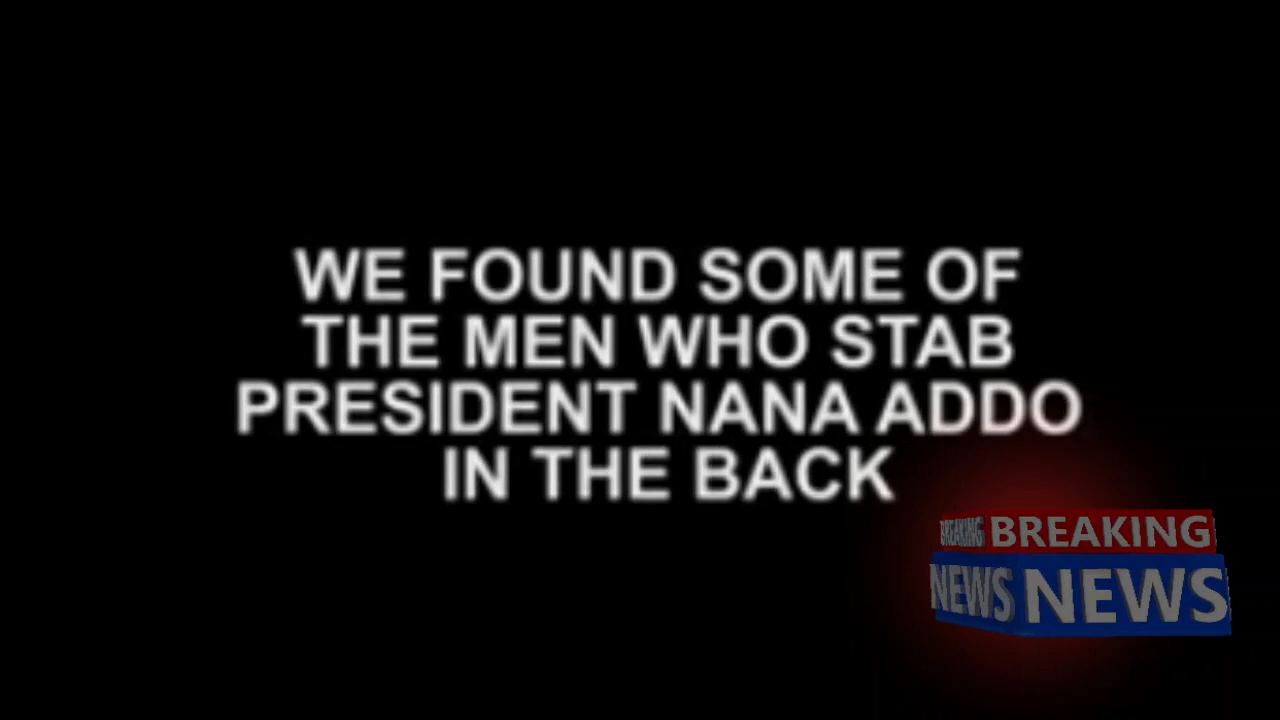 WE FOUND SOME OF
THE MEN WHO STAB
PRESIDENT NANA ADDO
IN THE BACK
BREAKING BREAKING
NEWS NEWS